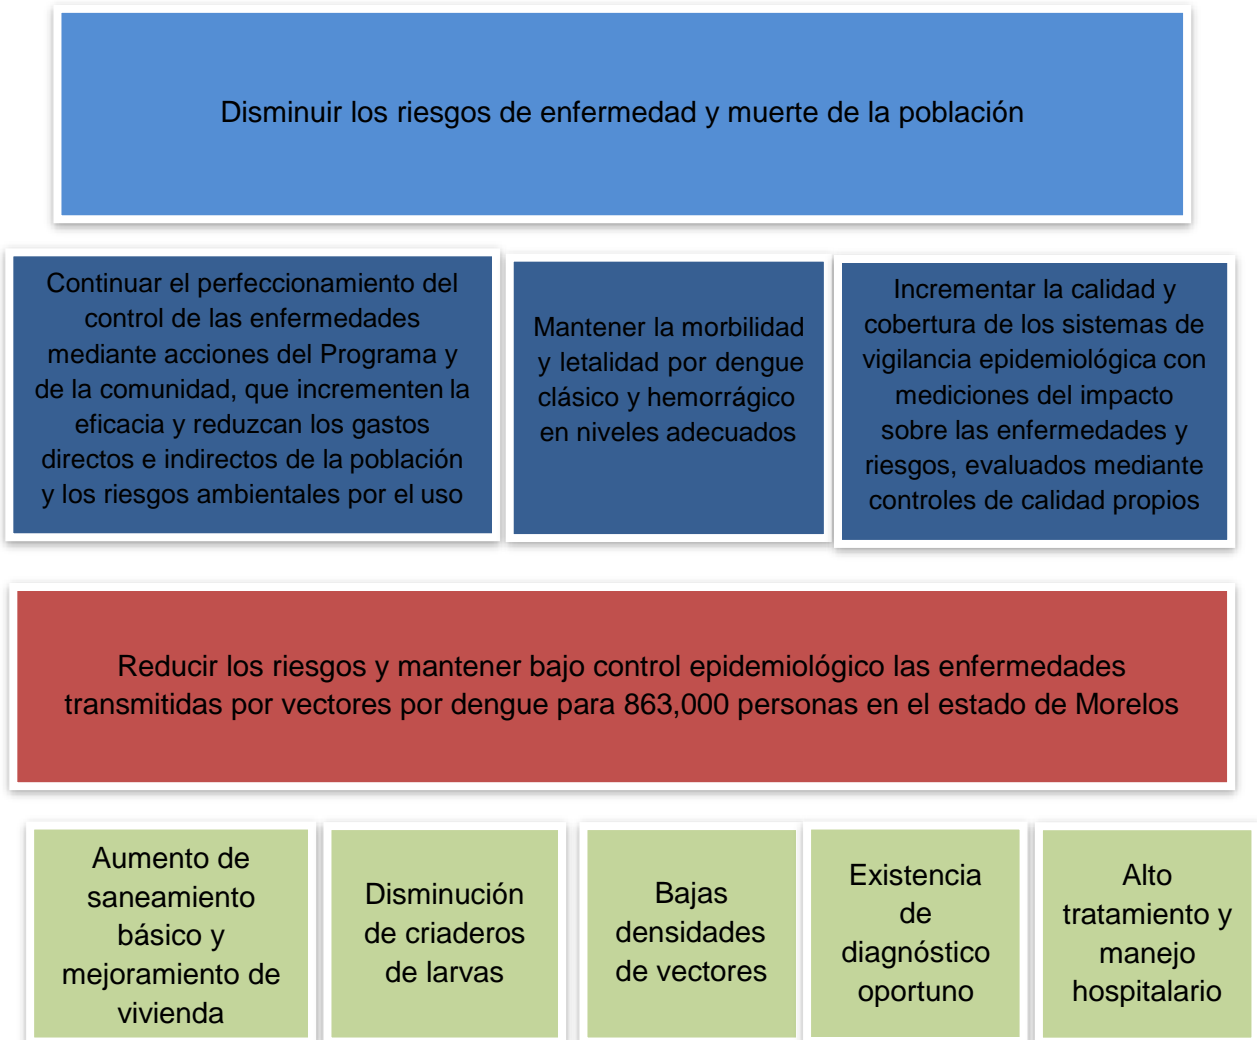 Disminuir los riesgos de enfermedad y muerte de la población
Continuar el perfeccionamiento del
control de las enfermedades
mediante acciones del Programa y
de la comunidad, que incrementen la
eficacia y reduzcan los gastos
directos e indirectos de la población
y los riesgos ambientales por el uso
Mantener la morbilidad
y letalidad por dengue
clásico y hemorrágico
en niveles adecuados
Incrementar la calidad y
cobertura de los sistemas de
vigilancia epidemiológica con
mediciones del impacto
sobre las enfermedades y
riesgos, evaluados mediante
controles de calidad propios
Reducir los riesgos y mantener bajo control epidemiológico las enfermedades
transmitidas por vectores por dengue para 863,000 personas en el estado de Morelos
Aumento de
saneamiento
básico y
mejoramiento de
vivienda
Disminución
de criaderos
de larvas
Bajas
densidades
de vectores
Existencia
de
diagnóstico
oportuno
Alto
tratamiento y
manejo
hospitalario